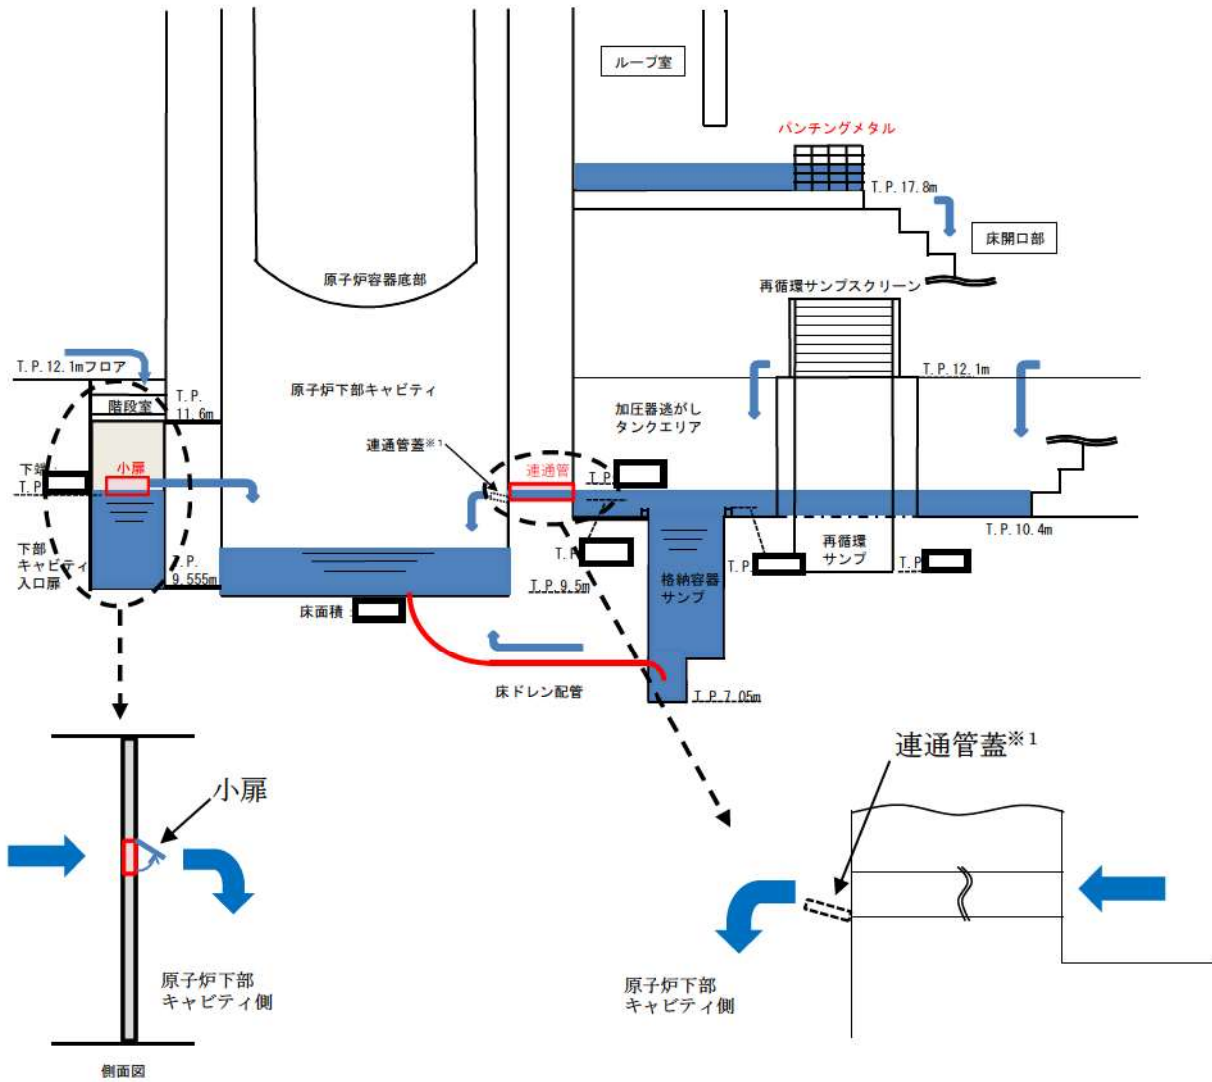 ループ室
パンチングメタル
T.P.17.8m
床開口部
原子炉容器底部
再循環サンプスクリーン
T.P.12.1mフロア
階段室
T.P.
11.6m
原子炉下部キャビティ
T.P.12.1m
加圧器逃がし
タンクエリア
連通管蓋※1
連通管
下端
T.P.
小扉
T.P.
T.P.10.4m
下部
キャビティ
入口扉
T.P.
9.555m
T.P.
T.P.9.5m
格納容器
サンプ
T.P.
再循環
サンプ
T.P.
床面積:
床ドレン配管
T.P.7.05m
小扉
連通管蓋※1
原子炉下部
キャビティ側
原子炉下部
キャビティ側
側面図